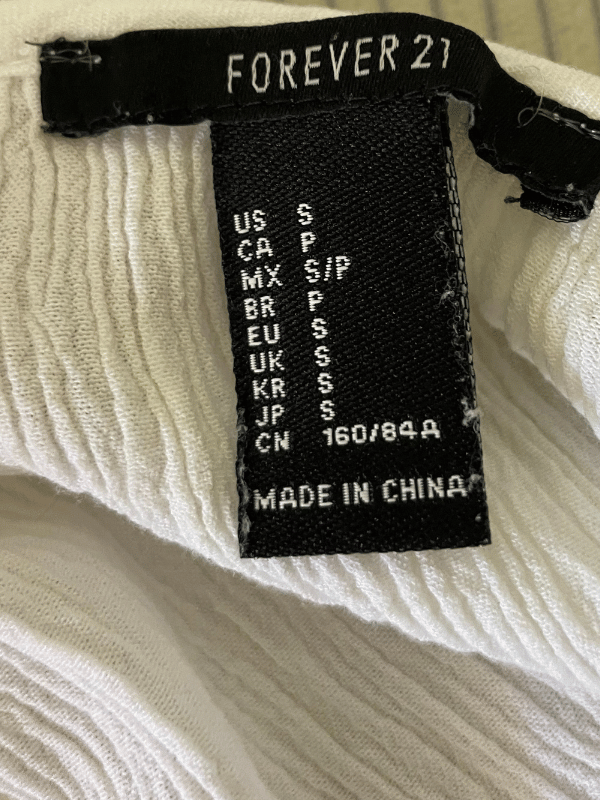 FOREVER 21
US S
CA P
MX S/P
BR P
EU S
UK S
KR S
JP S
CN 160/84A
MADE IN CHINA